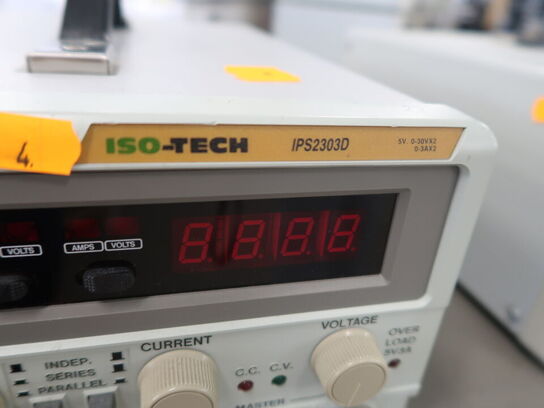 4.
ISO-TECH
IPS2303D
5V. 0-30VX2
0-3AX2
VOLTS
AMPS VOLTS
8.8.8.8
CURRENT
VOLTAGE
OVER
LOAD
5V3A
INDEP.
SERIES
PARALLEL
C.C. C.V.
MASTER